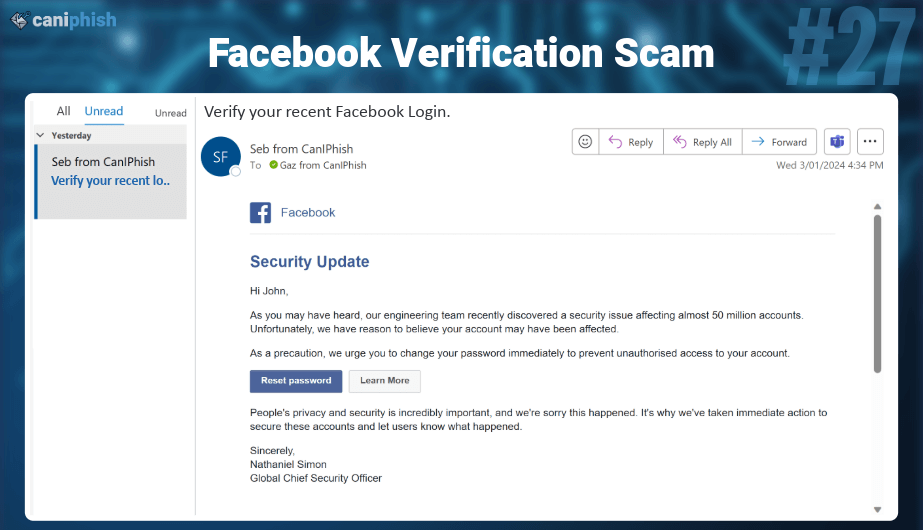 caniphish
#27
Facebook Verification Scam
All Unread Unread
Yesterday
Seb from CanIPhish
Verify your recent lo..
Verify your recent Facebook Login.
SF
Seb from CanIPhish
To Gaz from CanIPhish
Reply Reply All Forward
Wed 3/01/2024 4:34 PM
Facebook
Security Update
Hi John,
As you may have heard, our engineering team recently discovered a security issue affecting almost 50 million accounts.
Unfortunately, we have reason to believe your account may have been affected.
As a precaution, we urge you to change your password immediately to prevent unauthorised access to your account.
Reset password Learn More
People's privacy and security is incredibly important, and we're sorry this happened. It's why we've taken immediate action to
secure these accounts and let users know what happened.
Sincerely,
Nathaniel Simon
Global Chief Security Officer